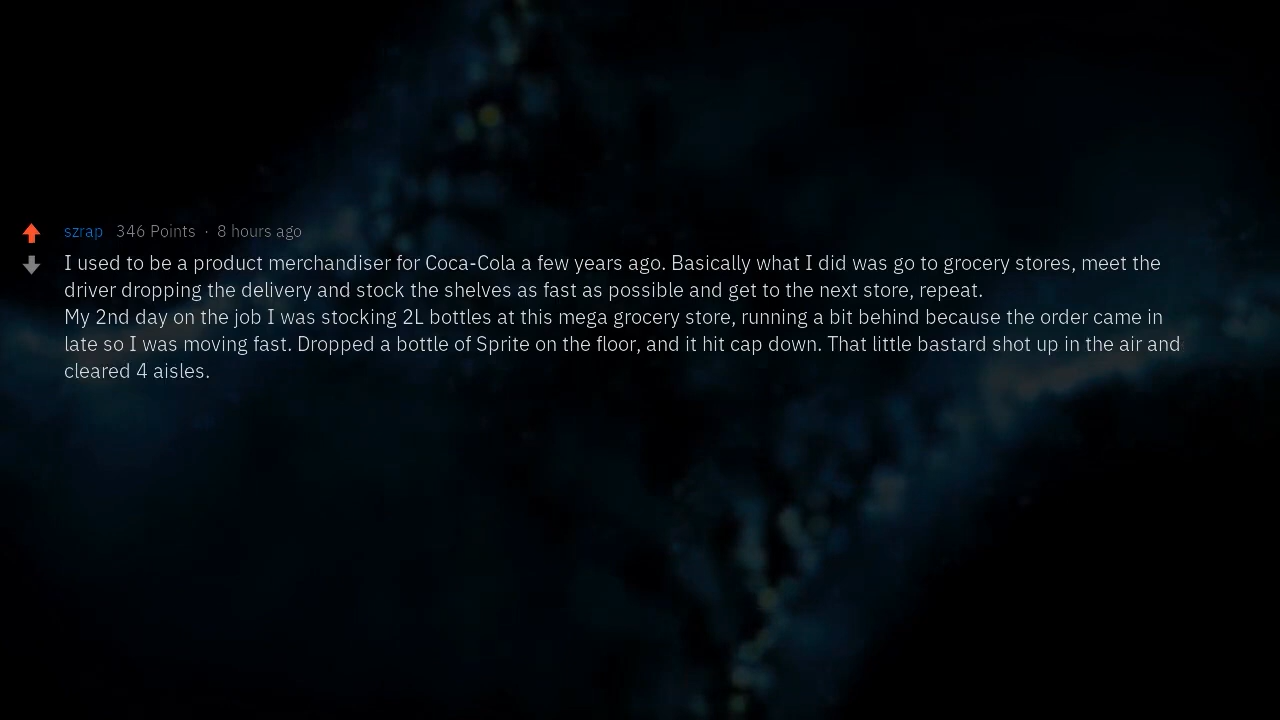 szrap 346 Points · 8 hours ago
I used to be a product merchandiser for Coca-Cola a few years ago. Basically what I did was go to grocery stores, meet the
driver dropping the delivery and stock the shelves as fast as possible and get to the next store, repeat.
My 2nd day on the job I was stocking 2L bottles at this mega grocery store, running a bit behind because the order came in
late so I was moving fast. Dropped a bottle of Sprite on the floor, and it hit cap down. That little bastard shot up in the air and
cleared 4 aisles.